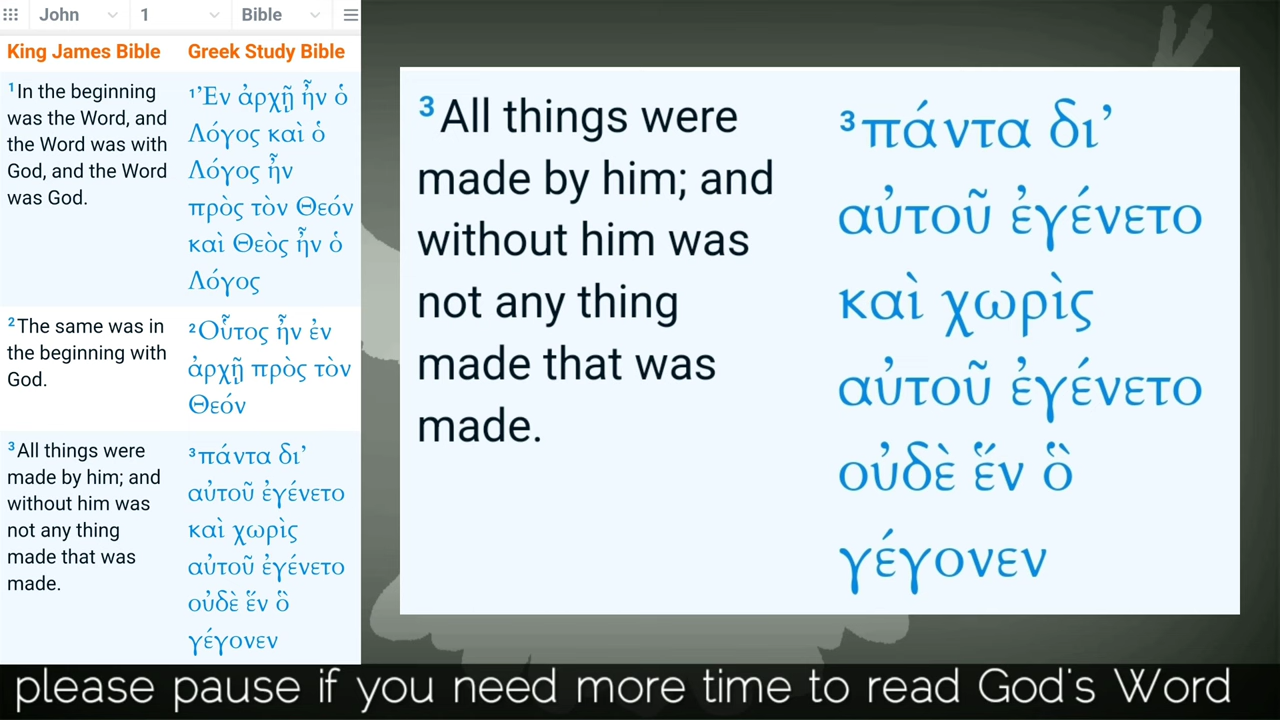 John 1 Bible
King James Bible
Greek Study Bible
1 In the beginning
was the Word, and
the Word was with
God, and the Word
was God.
1 Ἐν ἀρχῇ ἦν ὁ
Λόγος καὶ ὁ
Λόγος ἦν
πρὸς τὸν Θεόν
καὶ Θεὸς ἦν ὁ
Λόγος
2 The same was in
the beginning with
God.
2 Οὗτος ἦν ἐν
ἀρχῇ πρὸς τὸν
Θεόν
3 All things were
made by him; and
without him was
not any thing
made that was
made.
3 πάντα δι’
αὐτοῦ ἐγένετο
καὶ χωρὶς
αὐτοῦ ἐγένετο
οὐδὲ ἕν ὃ
γέγονεν
3 All things were
made by him; and
without him was
not any thing
made that was
made.
3 πάντα δι’
αὐτοῦ ἐγένετο
καὶ χωρὶς
αὐτοῦ ἐγένετο
οὐδὲ ἕν ὃ
γέγονεν
please pause if you need more time to read God's Word